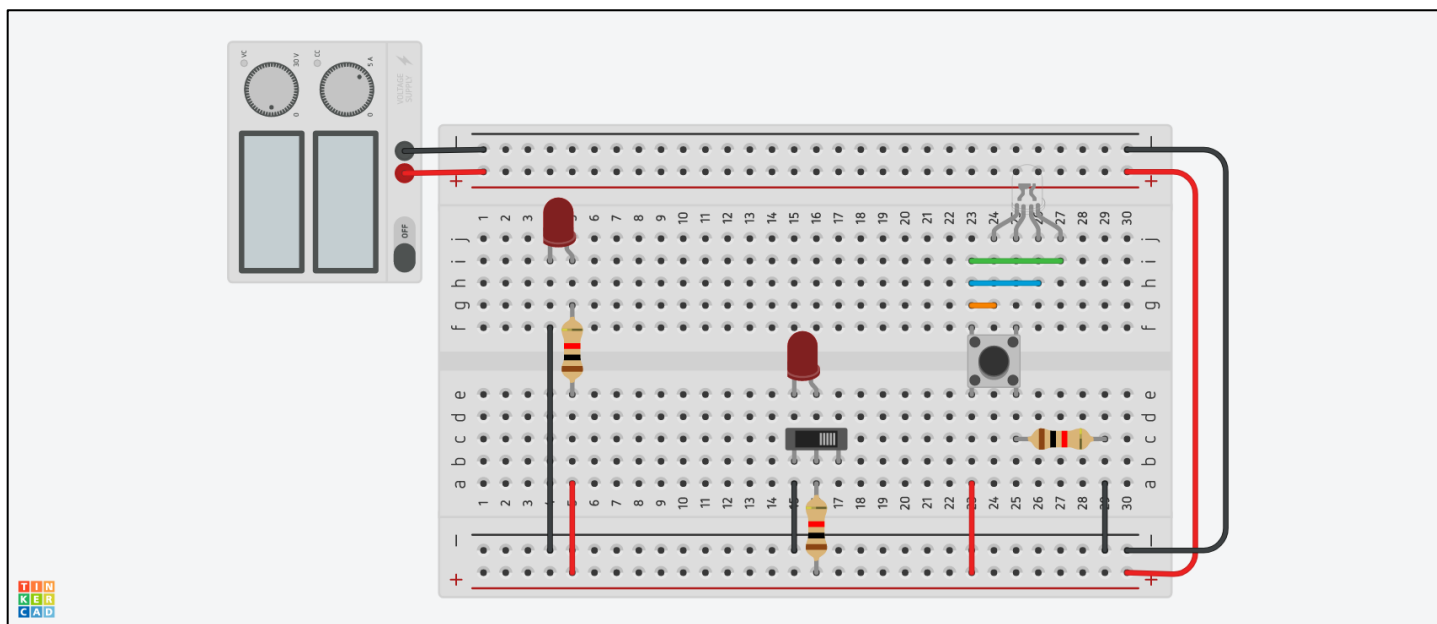 VC
30 V
0
CC
5 A
0
VOLTAGE
SUPPLY
OFF
− −
+ +
1 2 3 4 5 6 7 8 9 10 11 12 13 14 15 16 17 18 19 20 21 22 23 24 25 26 27 28 29 30
j j
i i
h h
g g
f f
e e
d d
c c
b b
a a
1 2 3 4 5 6 7 8 9 10 11 12 13 14 15 16 17 18 19 20 21 22 23 24 25 26 27 28 29 30
− −
+ +
TIN
KER
CAD